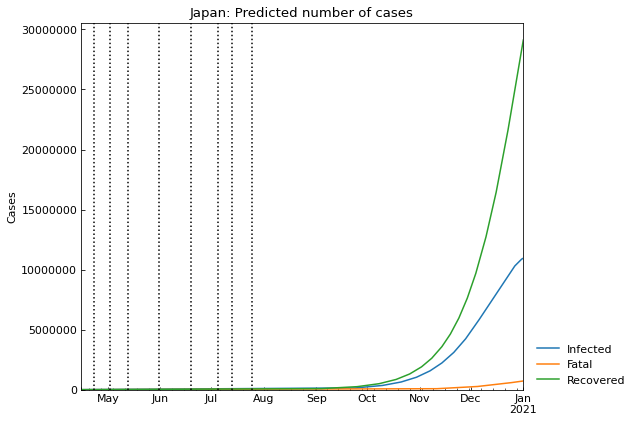 Japan: Predicted number of cases
30000000
25000000
20000000
15000000
10000000
5000000
0
Cases
May Jun Jul Aug Sep Oct Nov Dec Jan
2021
Infected
Fatal
Recovered